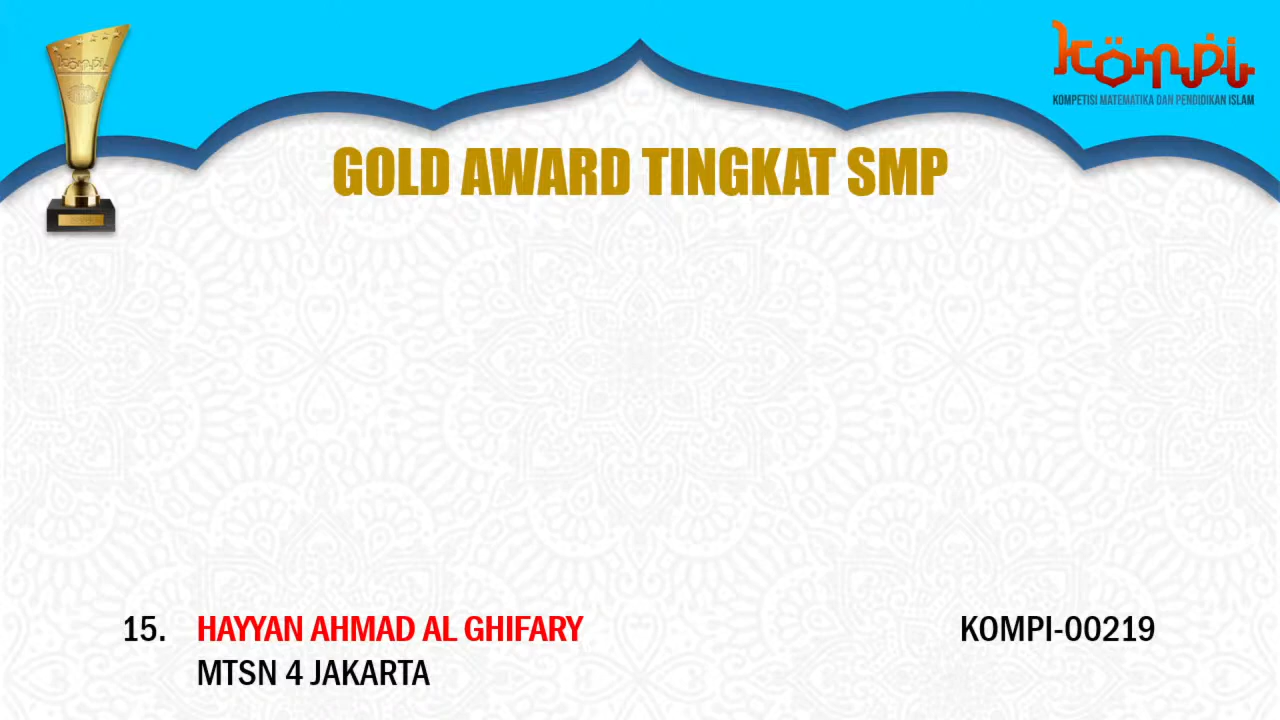 kompi
KOMPETISI MATEMATIKA DAN PENDIDIKAN ISLAM
GOLD AWARD TINGKAT SMP
15. HAYYAN AHMAD AL GHIFARY KOMPI-00219
MTSN 4 JAKARTA